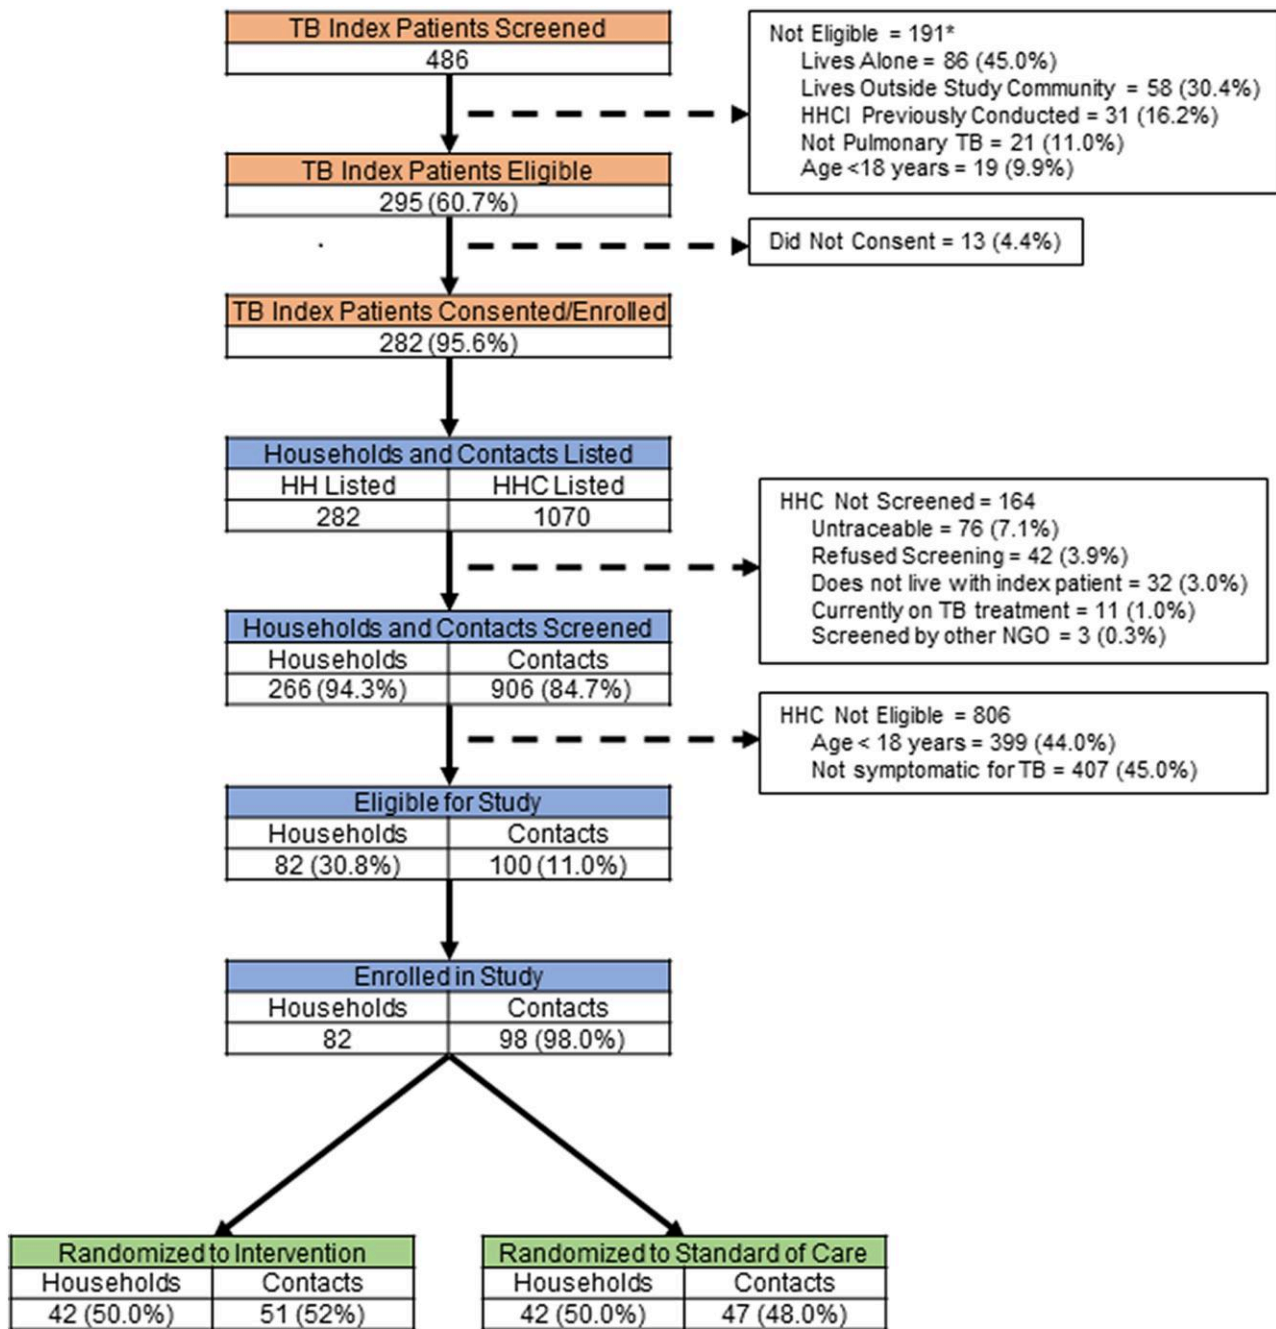 TB Index Patients Screened
486
Not Eligible = 191*
Lives Alone = 86 (45.0%)
Lives Outside Study Community = 58 (30.4%)
HHCI Previously Conducted = 31 (16.2%)
Not Pulmonary TB = 21 (11.0%)
Age <18 years = 19 (9.9%)
TB Index Patients Eligible
295 (60.7%)
Did Not Consent = 13 (4.4%)
TB Index Patients Consented/Enrolled
282 (95.6%)
Households and Contacts Listed
HH Listed HHC Listed
282 1070
HHC Not Screened = 164
Untraceable = 76 (7.1%)
Refused Screening = 42 (3.9%)
Does not live with index patient = 32 (3.0%)
Currently on TB treatment = 11 (1.0%)
Screened by other NGO = 3 (0.3%)
Households and Contacts Screened
Households Contacts
266 (94.3%) 906 (84.7%)
HHC Not Eligible = 806
Age < 18 years = 399 (44.0%)
Not symptomatic for TB = 407 (45.0%)
Eligible for Study
Households Contacts
82 (30.8%) 100 (11.0%)
Enrolled in Study
Households Contacts
82 98 (98.0%)
Randomized to Intervention
Households Contacts
42 (50.0%) 51 (52%)
Randomized to Standard of Care
Households Contacts
42 (50.0%) 47 (48.0%)